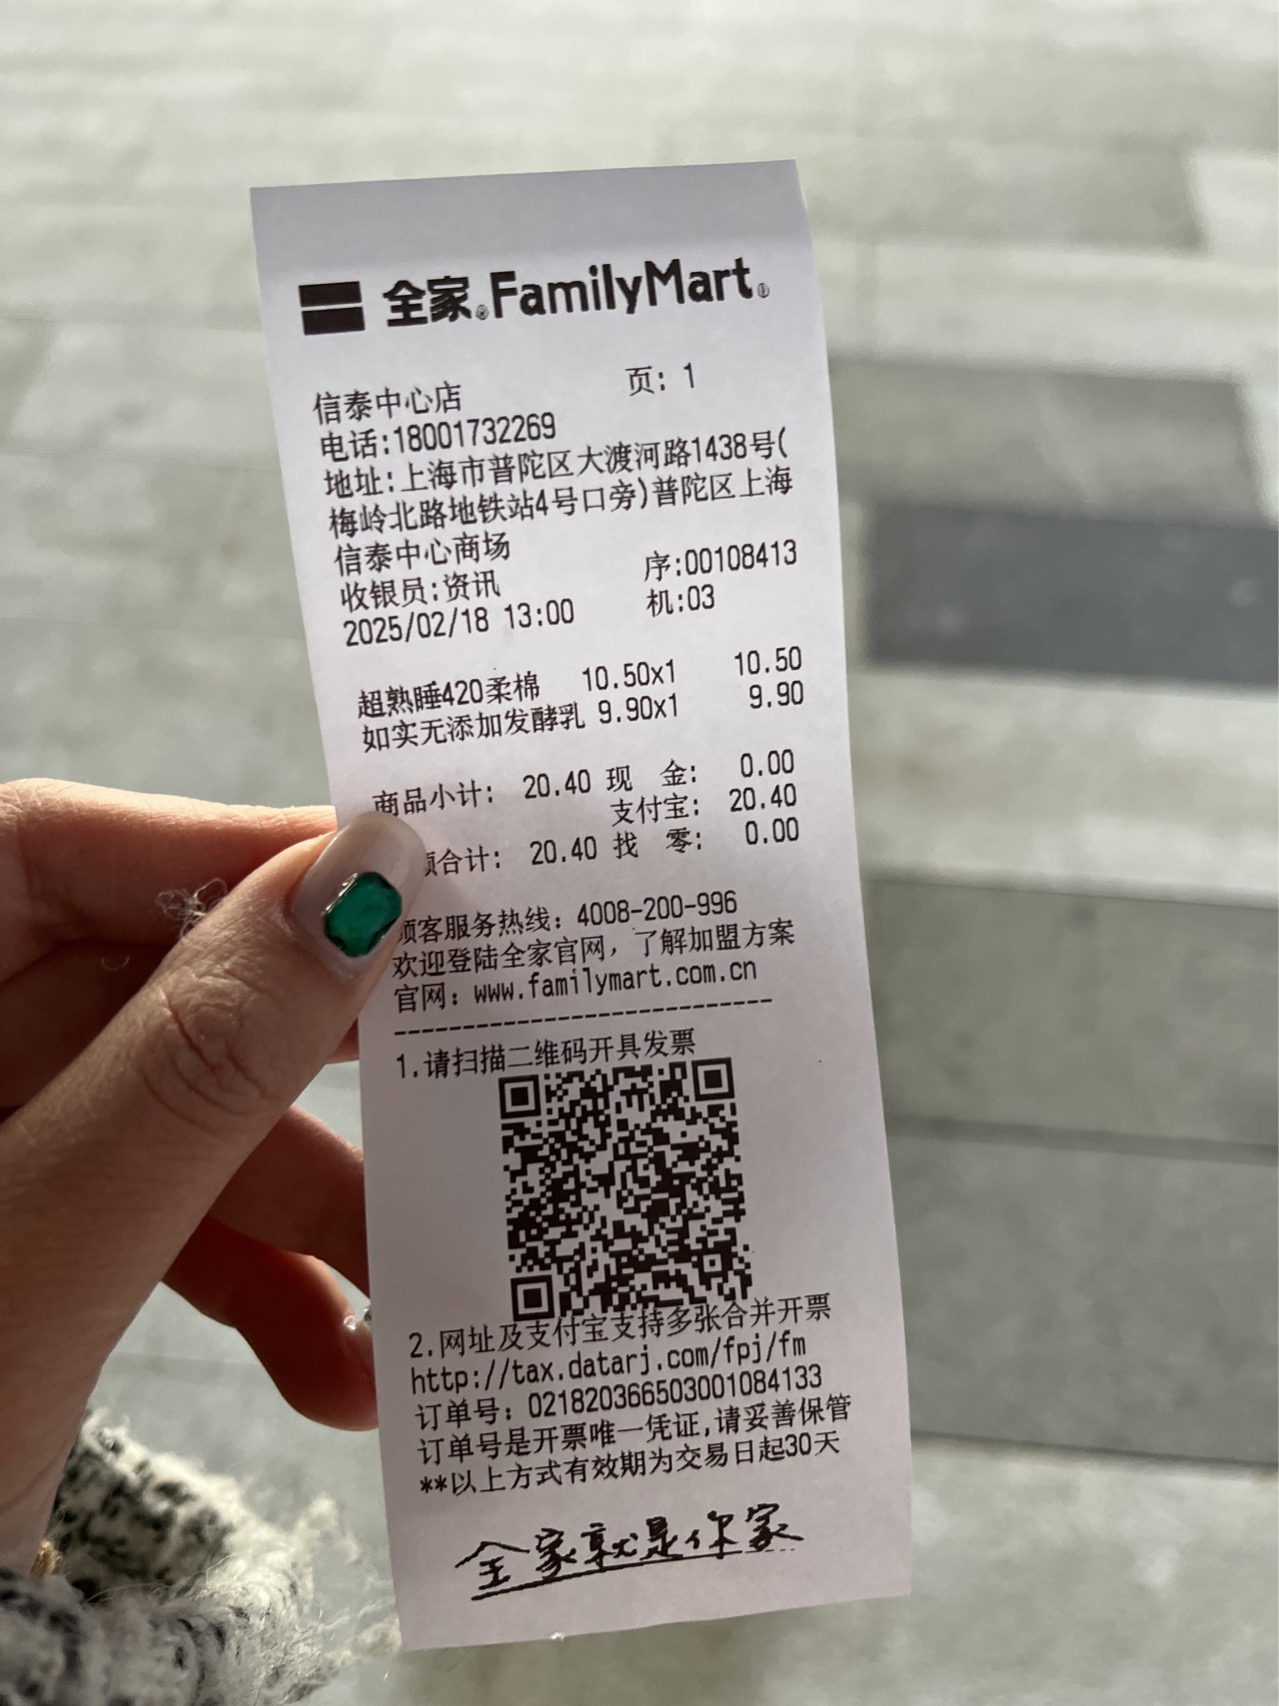 全家®FamilyMart®
信泰中心店 页: 1
电话:18001732269
地址:上海市普陀区大渡河路1438号(
梅岭北路地铁站4号口旁)普陀区上海
信泰中心商场
收银员:资讯 序:00108413
2025/02/18 13:00 机:03
超熟睡420柔棉 10.50x1 10.50
如实无添加发酵乳 9.90x1 9.90
商品小计: 20.40 现 金: 0.00
支付宝: 20.40
合计: 20.40 找 零: 0.00
顾客服务热线: 4008-200-996
欢迎登陆全家官网, 了解加盟方案
官网: www.familymart.com.cn
---------------------------
1.请扫描二维码开具发票
2.网址及支付宝支持多张合并开票
http://tax.datarj.com/fpj/fm
订单号: 021820366503001084133
订单号是开票唯一凭证,请妥善保管
**以上方式有效期为交易日起30天
全家就是你家